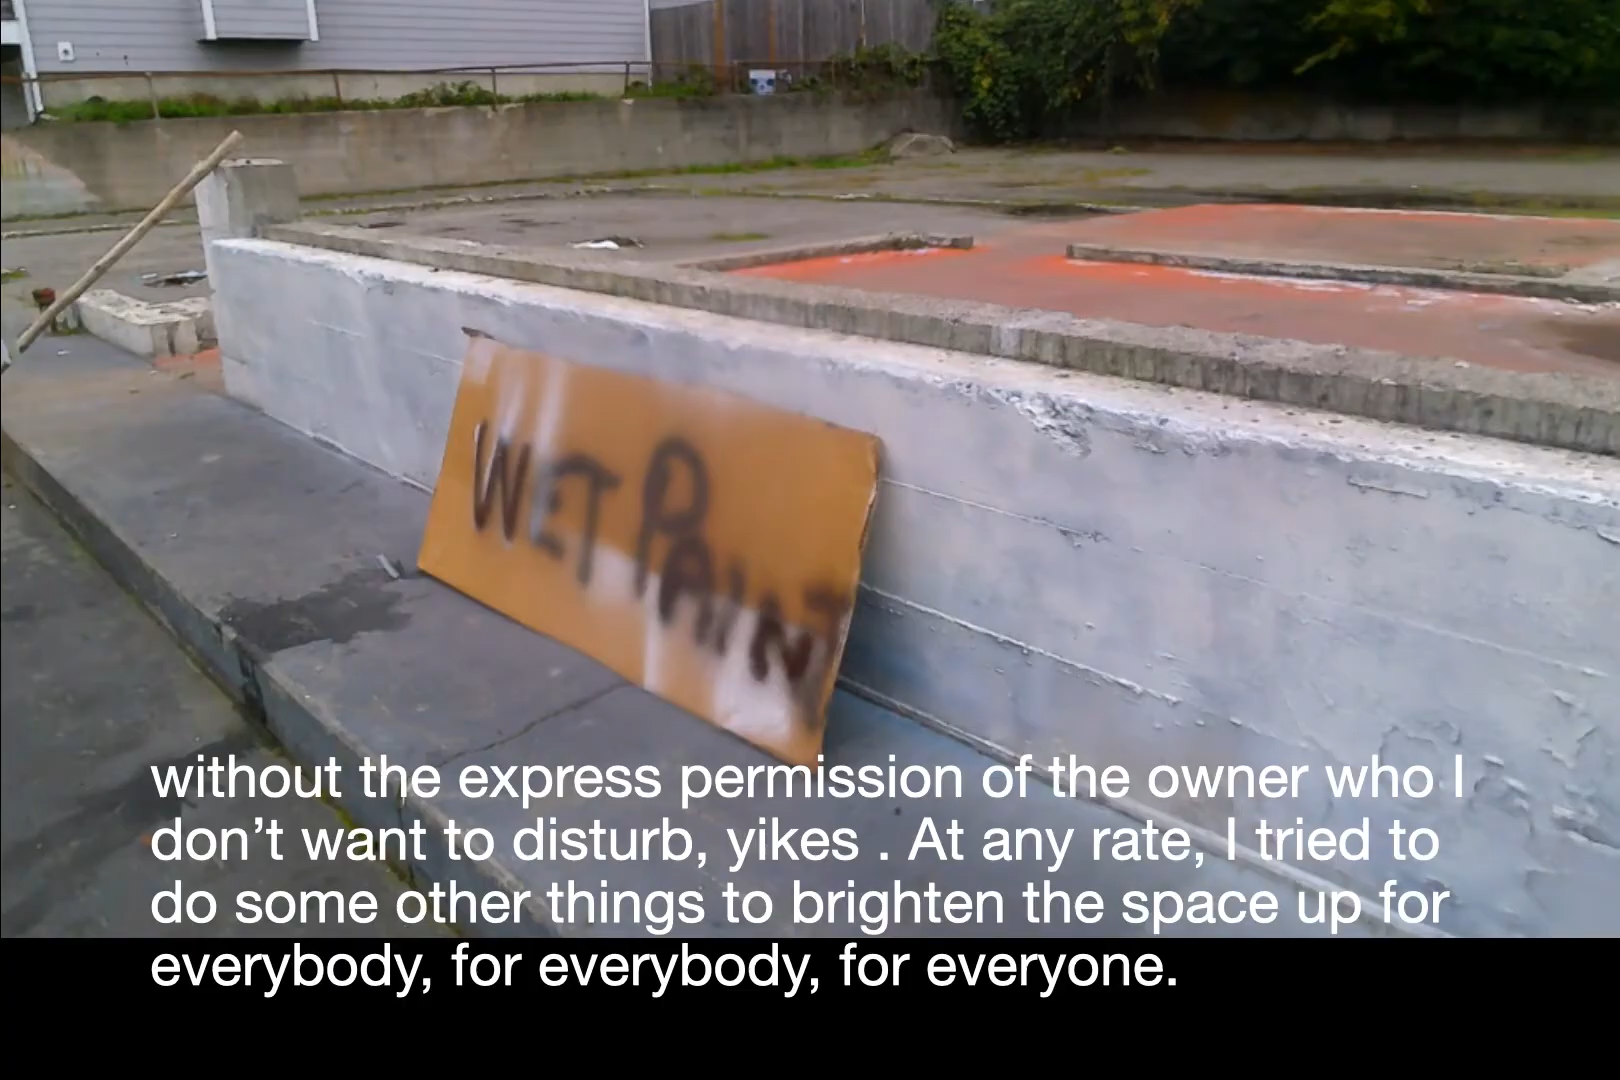 WET PAINT
without the express permission of the owner who I
don’t want to disturb, yikes . At any rate, I tried to
do some other things to brighten the space up for
everybody, for everybody, for everyone.